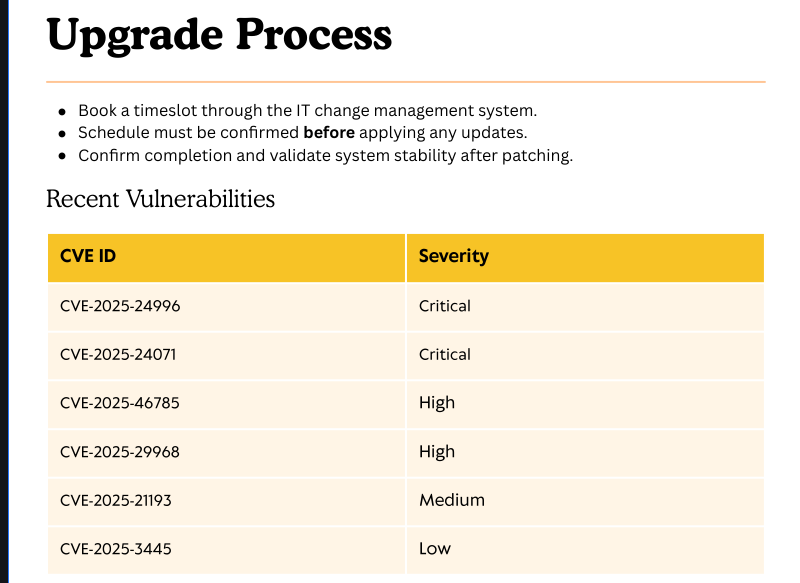 Upgrade Process
● Book a timeslot through the IT change management system.
● Schedule must be confirmed before applying any updates.
● Confirm completion and validate system stability after patching.
Recent Vulnerabilities
CVE ID Severity
CVE-2025-24996 Critical
CVE-2025-24071 Critical
CVE-2025-46785 High
CVE-2025-29968 High
CVE-2025-21193 Medium
CVE-2025-3445 Low